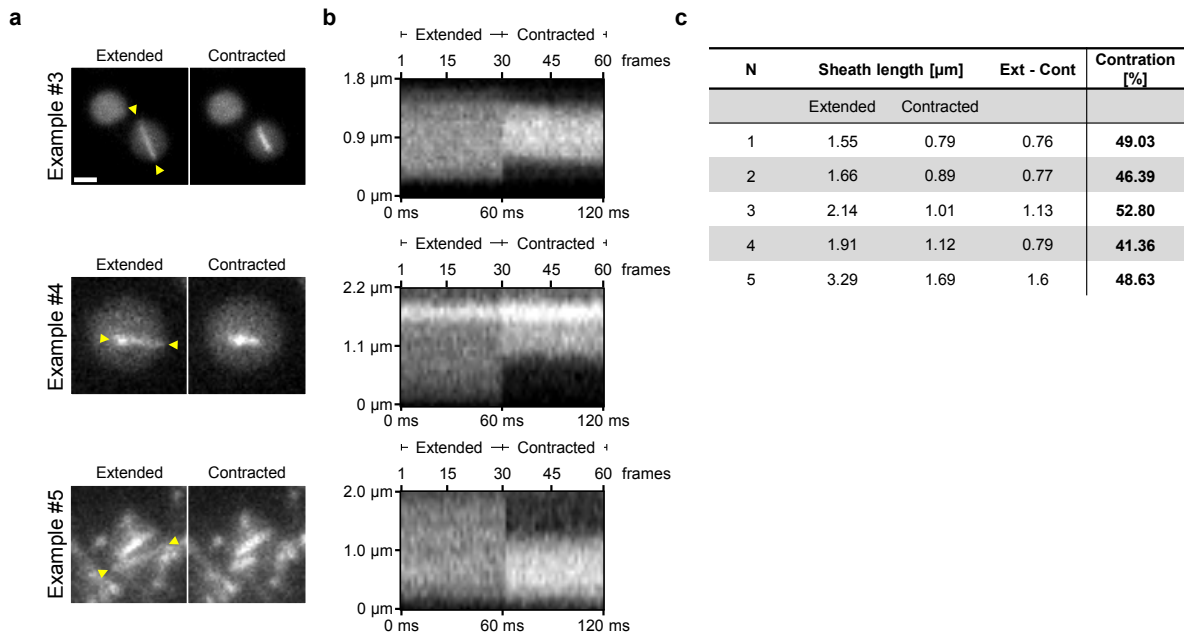 a
Extended Contracted
Example #3
Extended Contracted
Example #4
Extended Contracted
Example #5
b
Extended Contracted
1 15 30 45 60 frames
1.8 µm
0.9 µm
0 µm
0 ms 60 ms 120 ms
Extended Contracted
1 15 30 45 60 frames
2.2 µm
1.1 µm
0 µm
0 ms 60 ms 120 ms
Extended Contracted
1 15 30 45 60 frames
2.0 µm
1.0 µm
0 µm
0 ms 60 ms 120 ms
c
N Sheath length [µm] Ext - Cont Contration [%]
Extended Contracted
1 1.55 0.79 0.76 49.03
2 1.66 0.89 0.77 46.39
3 2.14 1.01 1.13 52.80
4 1.91 1.12 0.79 41.36
5 3.29 1.69 1.6 48.63